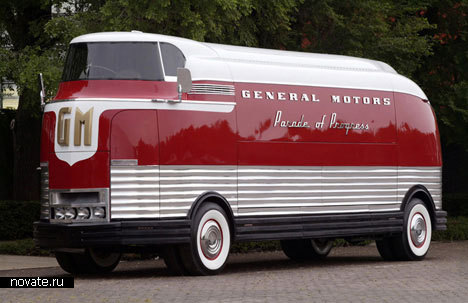 GENERAL MOTORS
Parade of Progress
GM
novate.ru